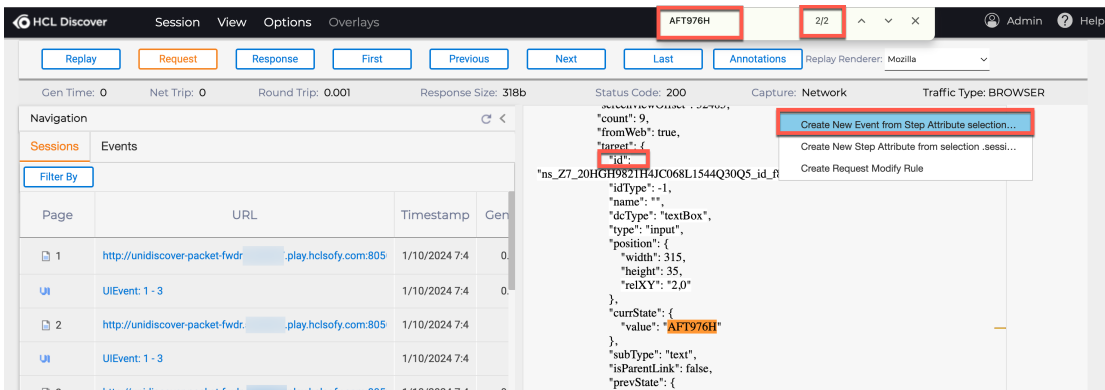 HCL Discover Session View Options Overlays AFT976H 2/2 Admin Help
Replay Request Response First Previous Next Last Annotations Replay Renderer: Mozilla
Gen Time: 0 Net Trip: 0 Round Trip: 0.001 Response Size: 318b Status Code: 200 Capture: Network Traffic Type: BROWSER
Navigation
Sessions Events
Filter By
Page URL Timestamp Gen
1 http://unidiscover-packet-fwdr .play.hclsofy.com:805 1/10/2024 7:4 0.
UI UIEvent: 1 - 3 1/10/2024 7:4 0.
2 http://unidiscover-packet-fwdr. .play.hclsofy.com:805 1/10/2024 7:4
UI UIEvent: 1 - 3 1/10/2024 7:4
"count": 9,
"fromWeb": true,
"target": {
"id":
"ns_Z7_20HGH9821H4JC068L1544Q30Q5_id_f
"idType": -1,
"name": "",
"dcType": "textBox",
"type": "input",
"position": {
"width": 315,
"height": 35,
"relXY": "2,0"
},
"currState": {
"value": "AFT976H"
},
"subType": "text",
"isParentLink": false,
"prevState": {
Create New Event from Step Attribute selection...
Create New Step Attribute from selection .sessi...
Create Request Modify Rule